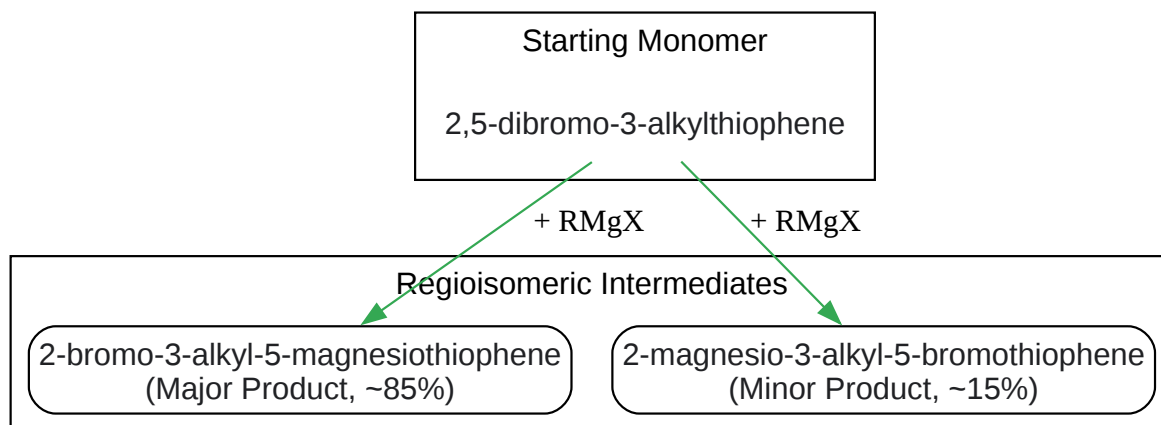 Starting Monomer
2,5-dibromo-3-alkylthiophene
+ RMgX
+ RMgX
Regioisomeric Intermediates
2-bromo-3-alkyl-5-magnesiothiophene
(Major Product, ~85%)
2-magnesio-3-alkyl-5-bromothiophene
(Minor Product, ~15%)